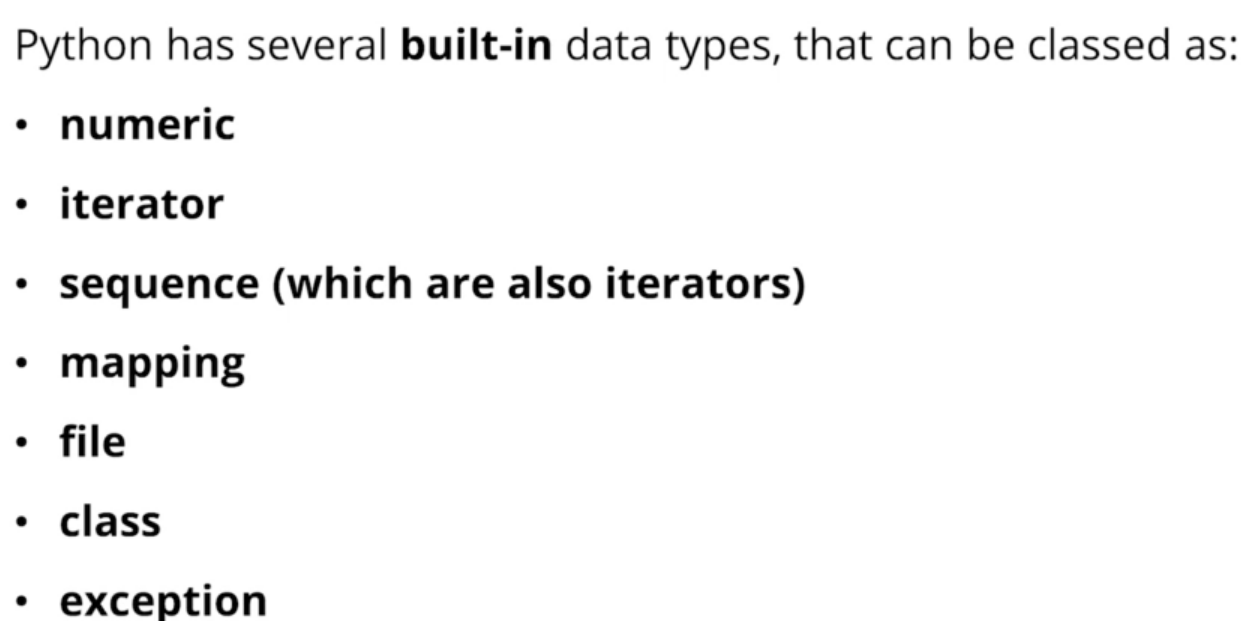 Python has several built-in data types, that can be classed as:
• numeric
• iterator
• sequence (which are also iterators)
• mapping
• file
• class
• exception